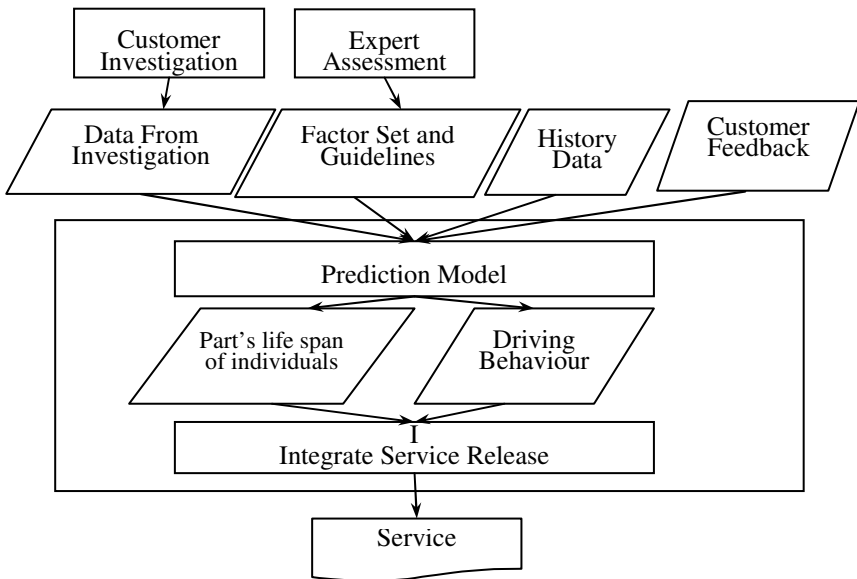 Customer
Investigation
Expert
Assessment
Data From
Investigation
Factor Set and
Guidelines
History
Data
Customer
Feedback
Prediction Model
Part's life span
of individuals
Driving
Behaviour
I
Integrate Service Release
Service